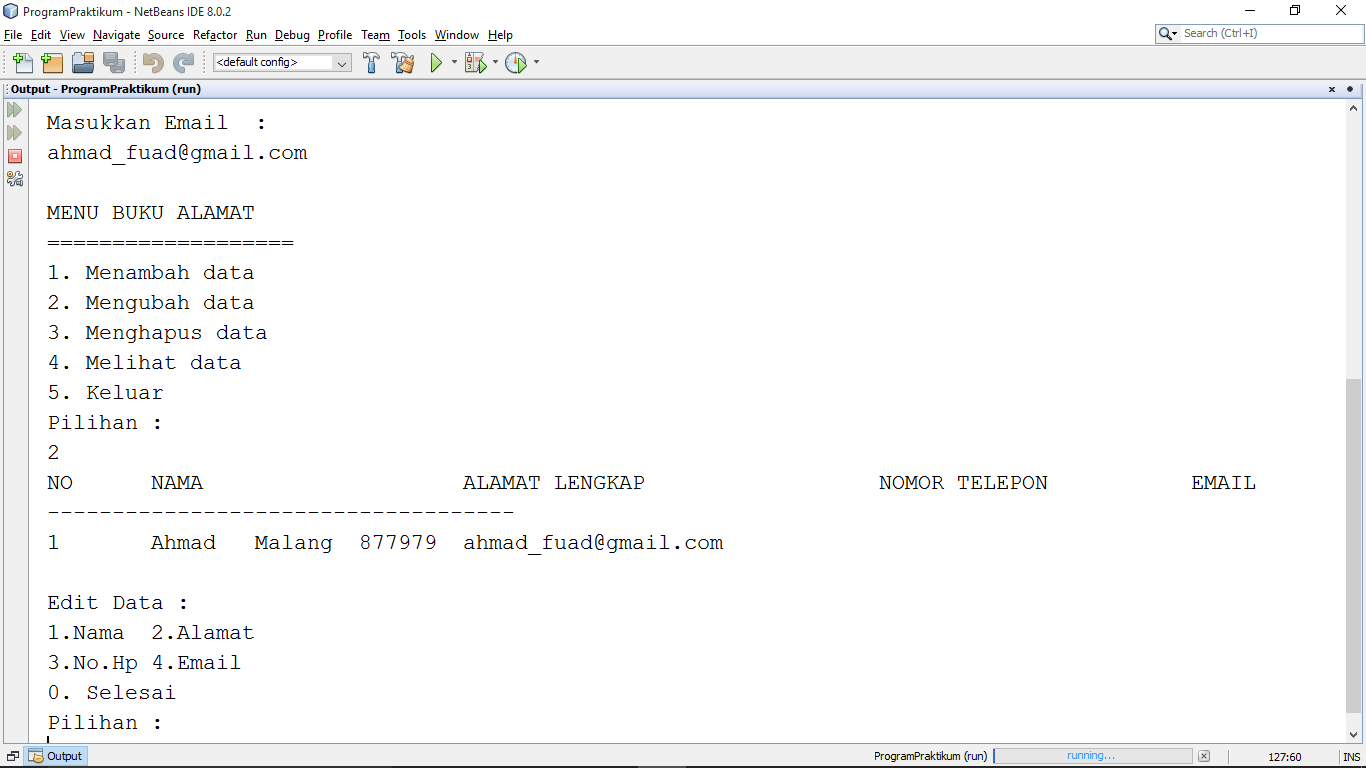 ProgramPraktikum - NetBeans IDE 8.0.2
File Edit View Navigate Source Refactor Run Debug Profile Team Tools Window Help
Search (Ctrl+I)
<default config>
Output - ProgramPraktikum (run)
Masukkan Email  :
ahmad_fuad@gmail.com
MENU BUKU ALAMAT
===================
1. Menambah data
2. Mengubah data
3. Menghapus data
4. Melihat data
5. Keluar
Pilihan :
2
NO NAMA ALAMAT LENGKAP NOMOR TELEPON EMAIL
------------------------------------
1 Ahmad Malang 877979 ahmad_fuad@gmail.com
Edit Data :
1.Nama  2.Alamat
3.No.Hp 4.Email
0. Selesai
Pilihan :
Output ProgramPraktikum (run) running... 127:60 INS